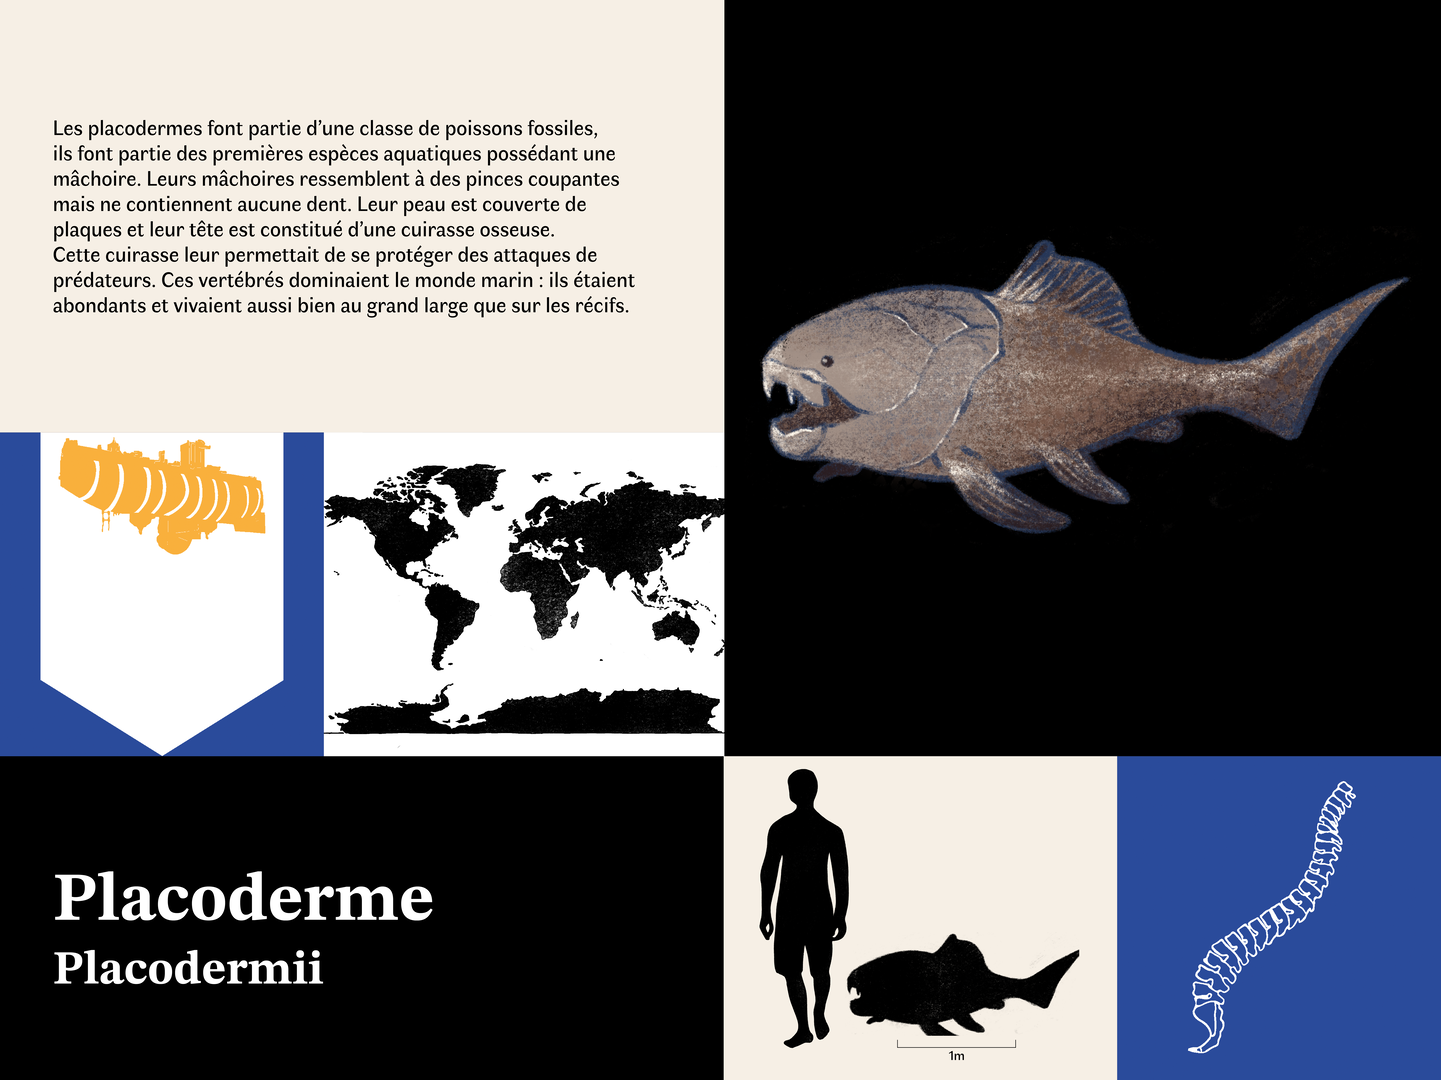 Les placodermes font partie d’une classe de poissons fossiles,
ils font partie des premières espèces aquatiques possédant une
mâchoire. Leurs mâchoires ressemblent à des pinces coupantes
mais ne contiennent aucune dent. Leur peau est couverte de
plaques et leur tête est constitué d’une cuirasse osseuse.
Cette cuirasse leur permettait de se protéger des attaques de
prédateurs. Ces vertébrés dominaient le monde marin : ils étaient
abondants et vivaient aussi bien au grand large que sur les récifs.
Placoderme
Placodermii
1m